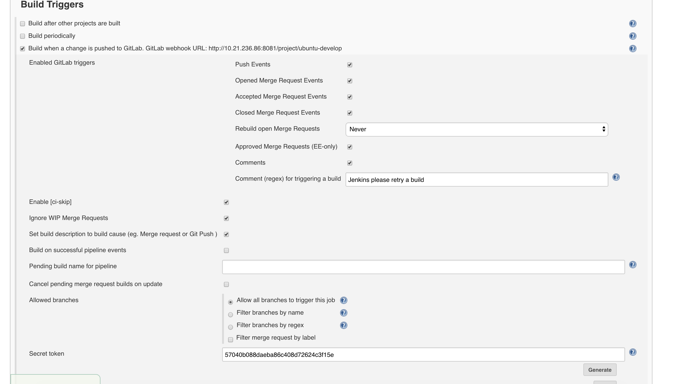 Build Triggers
Build after other projects are built
Build periodically
Build when a change is pushed to GitLab. GitLab webhook URL: http://10.21.236.86:8081/project/ubuntu-develop
Enabled GitLab triggers
Push Events
Opened Merge Request Events
Accepted Merge Request Events
Closed Merge Request Events
Rebuild open Merge Requests
Never
Approved Merge Requests (EE-only)
Comments
Comment (regex) for triggering a build
Jenkins please retry a build
Enable [ci-skip]
Ignore WIP Merge Requests
Set build description to build cause (eg. Merge request or Git Push )
Build on successful pipeline events
Pending build name for pipeline
Cancel pending merge request builds on update
Allowed branches
Allow all branches to trigger this job
Filter branches by name
Filter branches by regex
Filter merge request by label
Secret token
57040b088daeba86c408d72624c3f15e
Generate